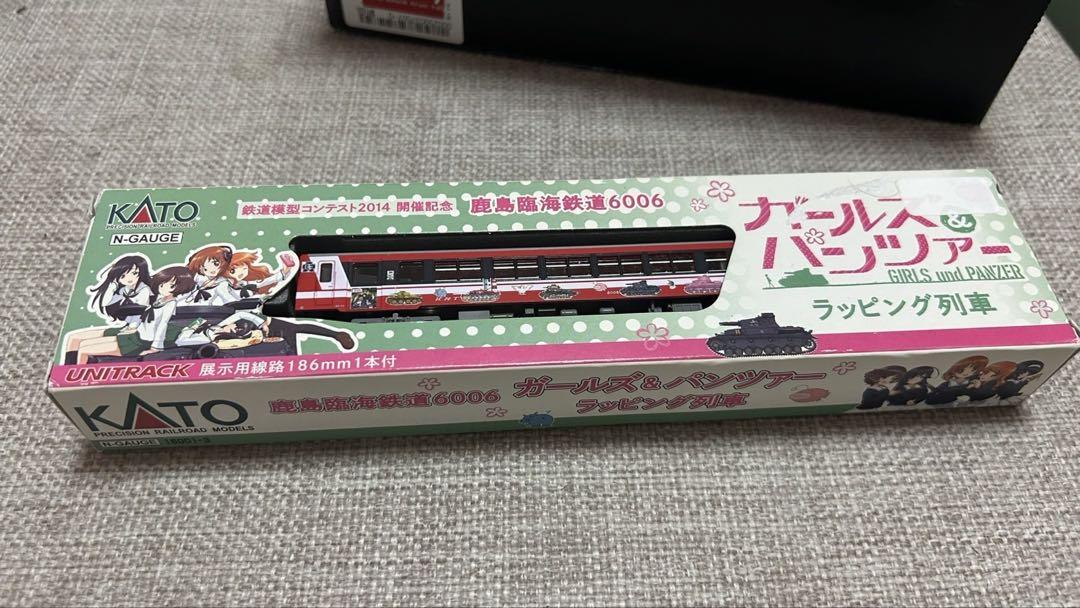 KATO
PRECISION RAILROAD MODELS
N-GAUGE
鉄道模型コンテスト2014 開催記念 鹿島臨海鉄道6006
ガールズ&
パンツァー
GIRLS und PANZER
ラッピング列車
UNITRACK 展示用線路186mm1本付
KATO
PRECISION RAILROAD MODELS
N-GAUGE 16001-3
鹿島臨海鉄道6006
ガールズ&パンツァー
ラッピング列車